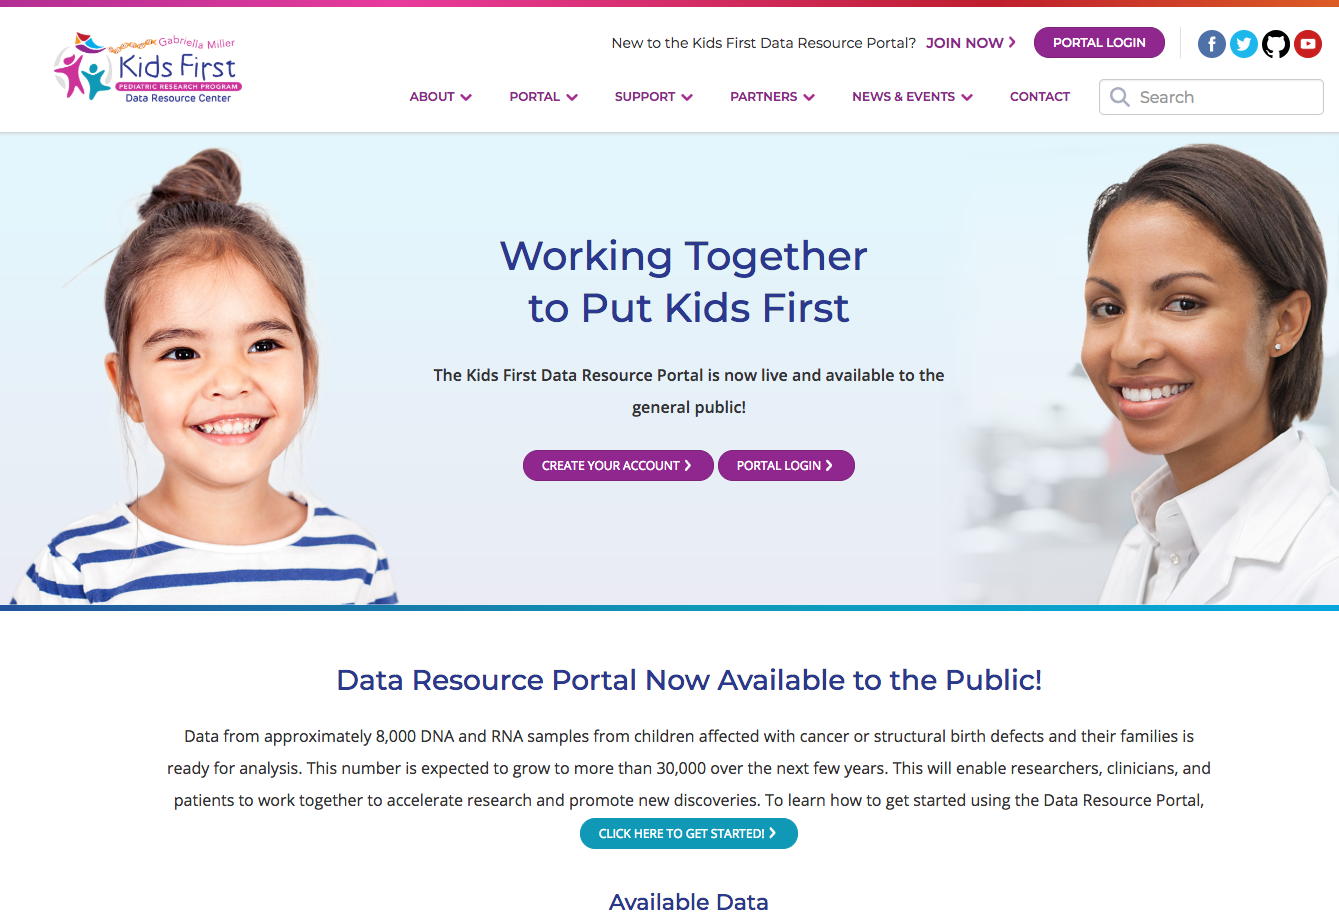 Gabriella Miller
Kids First
PEDIATRIC RESEARCH PROGRAM
Data Resource Center
New to the Kids First Data Resource Portal? JOIN NOW
PORTAL LOGIN
ABOUT PORTAL SUPPORT PARTNERS NEWS & EVENTS CONTACT
Search
Working Together
to Put Kids First
The Kids First Data Resource Portal is now live and available to the
general public!
CREATE YOUR ACCOUNT PORTAL LOGIN
Data Resource Portal Now Available to the Public!
Data from approximately 8,000 DNA and RNA samples from children affected with cancer or structural birth defects and their families is
ready for analysis. This number is expected to grow to more than 30,000 over the next few years. This will enable researchers, clinicians, and
patients to work together to accelerate research and promote new discoveries. To learn how to get started using the Data Resource Portal,
CLICK HERE TO GET STARTED!
Available Data